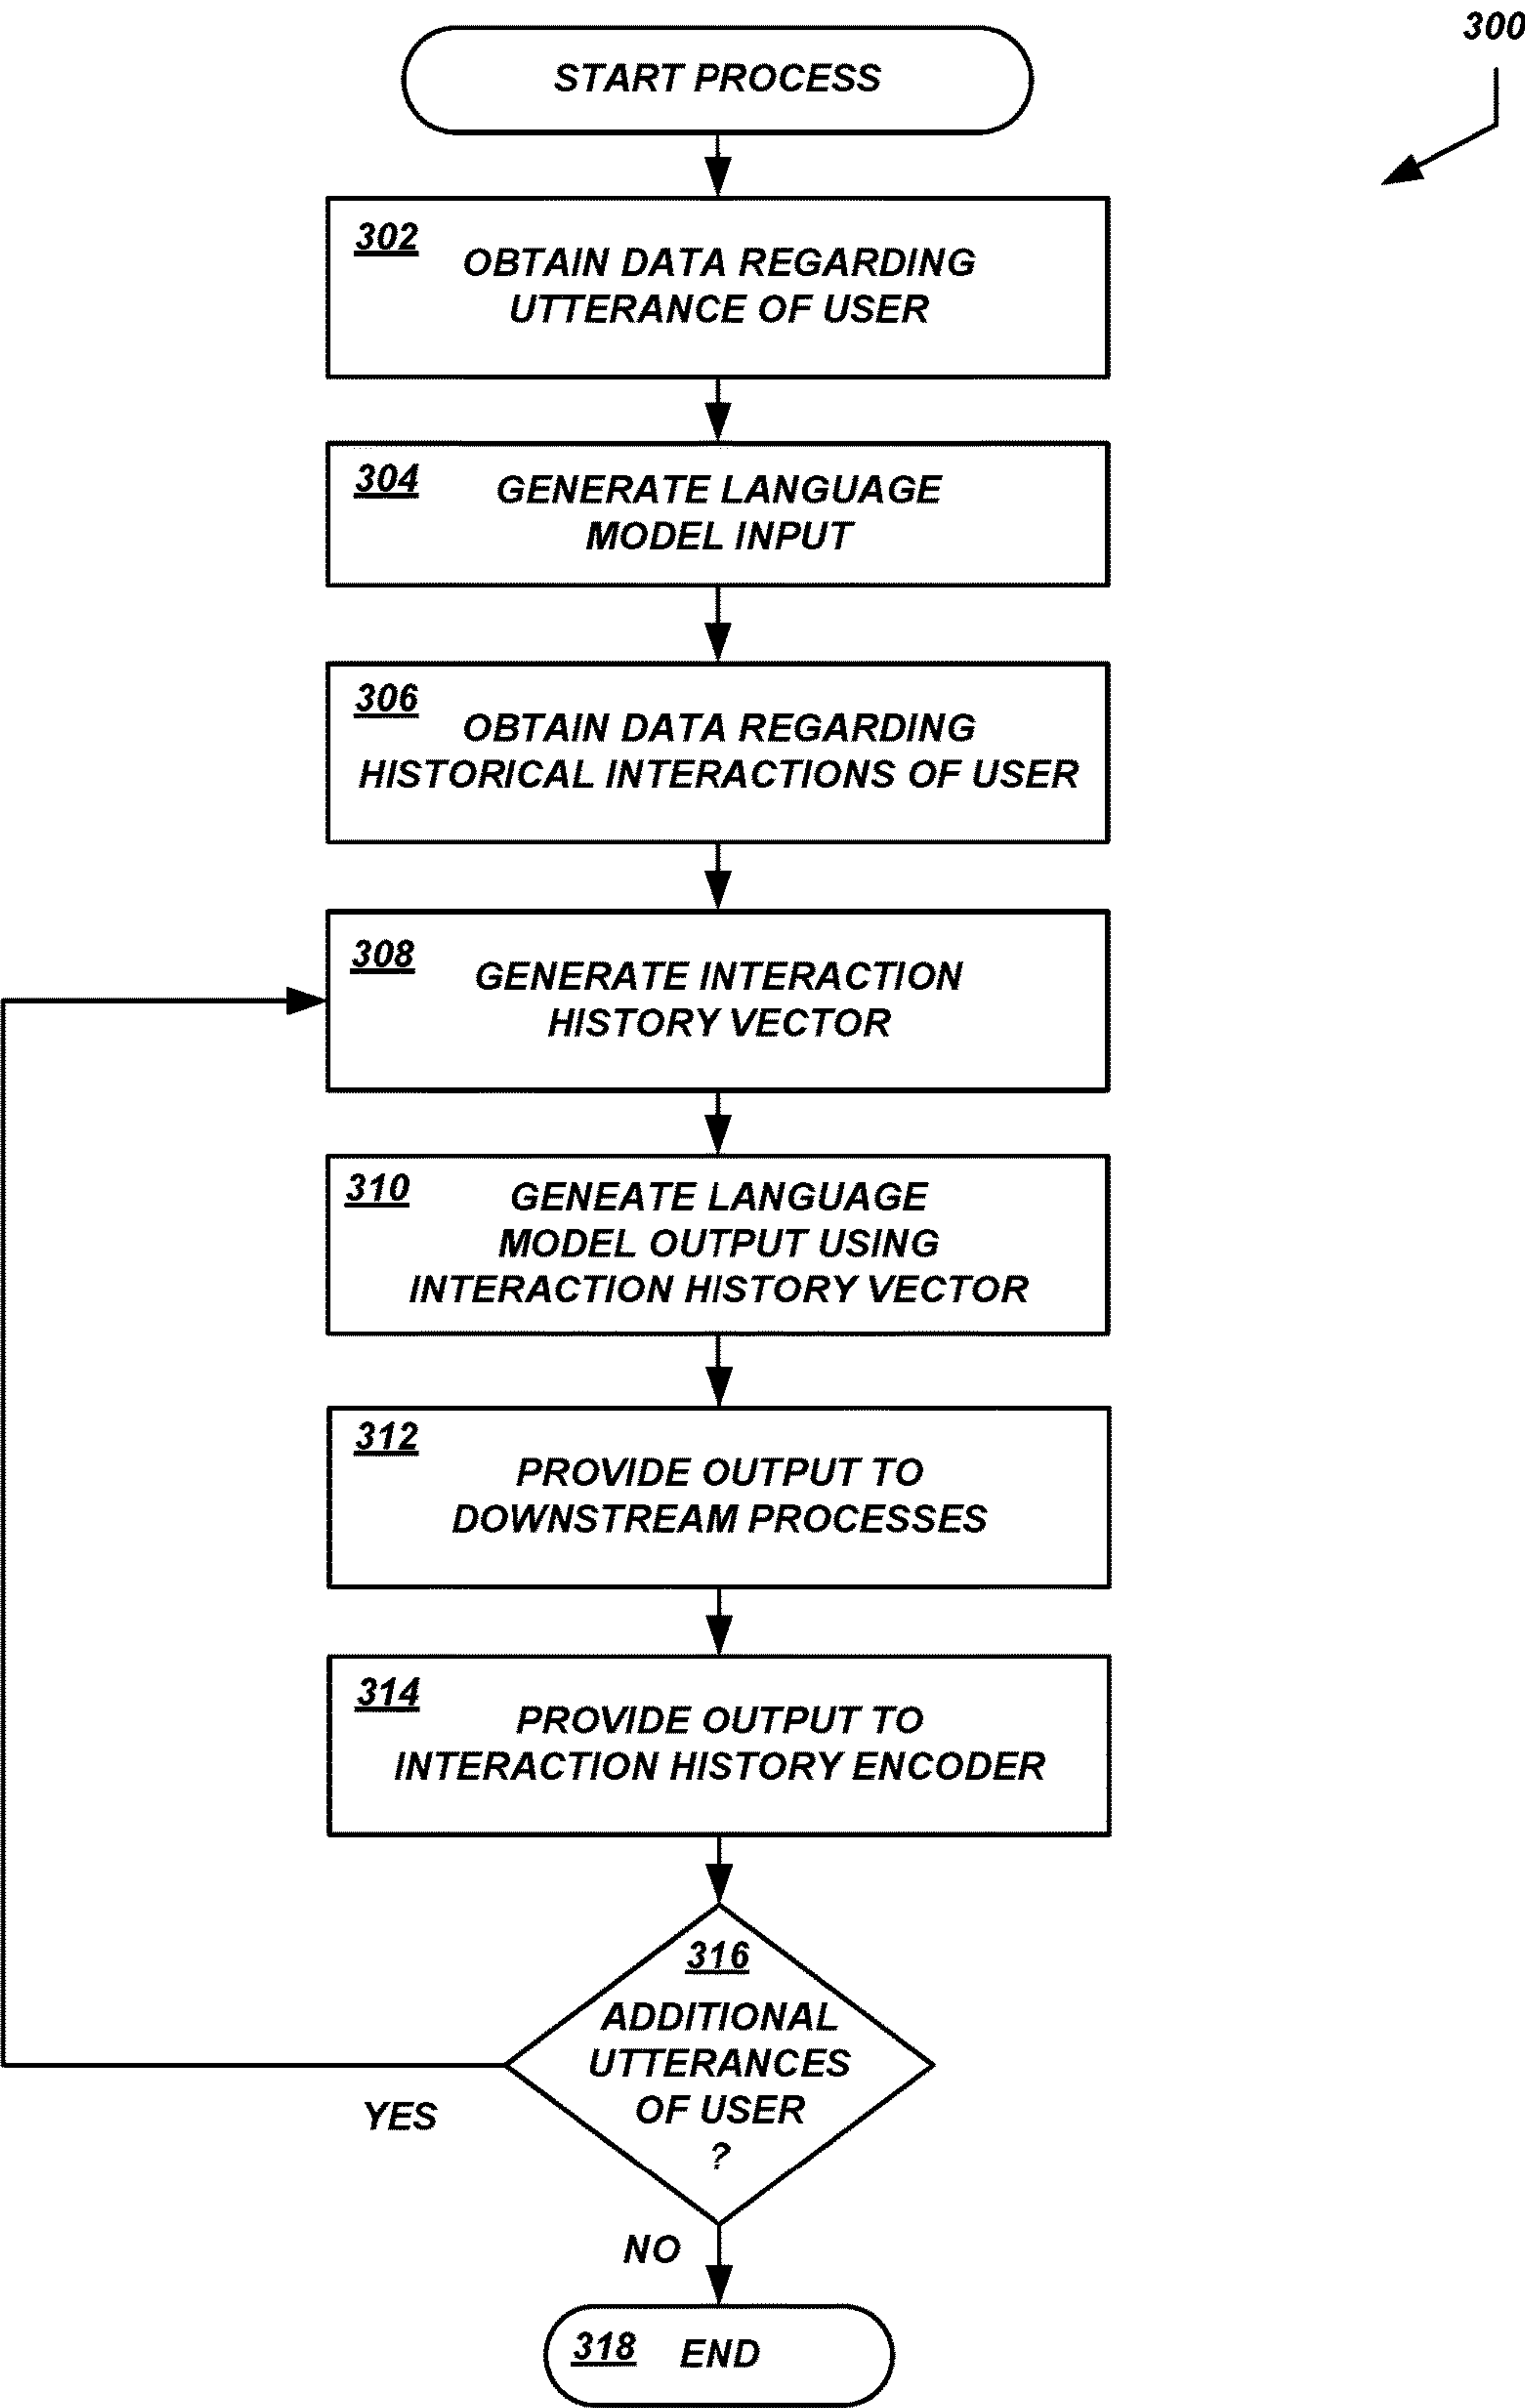 300
START PROCESS
302
OBTAIN DATA REGARDING
UTTERANCE OF USER
304
GENERATE LANGUAGE
MODEL INPUT
306
OBTAIN DATA REGARDING
HISTORICAL INTERACTIONS OF USER
308
GENERATE INTERACTION
HISTORY VECTOR
310
GENEATE LANGUAGE
MODEL OUTPUT USING
INTERACTION HISTORY VECTOR
312
PROVIDE OUTPUT TO
DOWNSTREAM PROCESSES
314
PROVIDE OUTPUT TO
INTERACTION HISTORY ENCODER
316
ADDITIONAL
UTTERANCES
OF USER
?
YES
NO
318 END